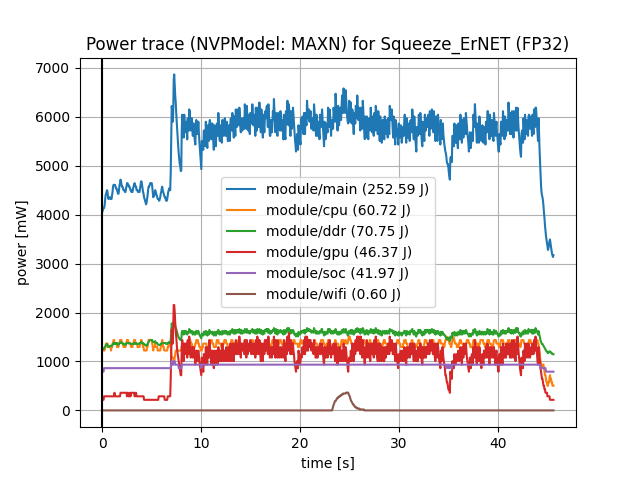 Power trace (NVPModel: MAXN) for Squeeze_ErNET (FP32)
7000
6000
5000
4000
3000
2000
1000
0
power [mW]
module/main (252.59 J)
module/cpu (60.72 J)
module/ddr (70.75 J)
module/gpu (46.37 J)
module/soc (41.97 J)
module/wifi (0.60 J)
0 10 20 30 40
time [s]